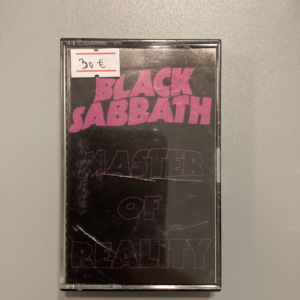 30 €
BLACK
SABBATH
MASTER
OF
REALITY